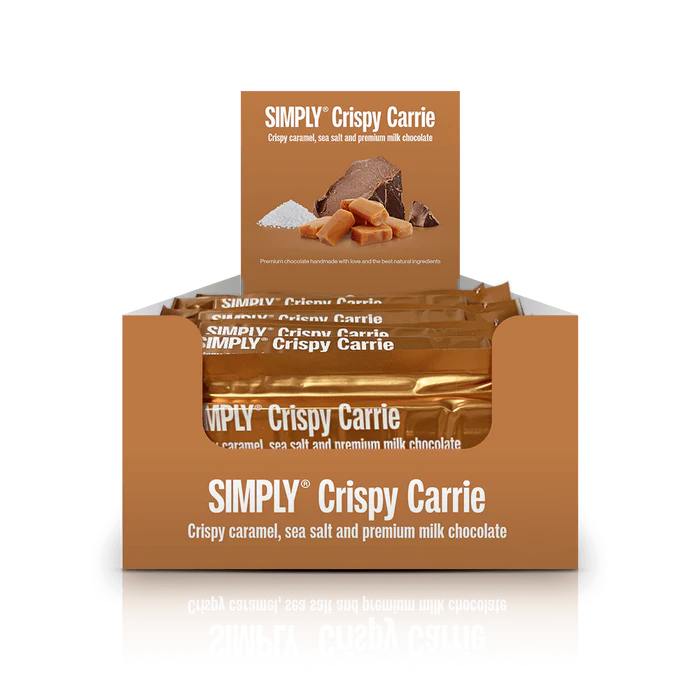 SIMPLY® Crispy Carrie
Crispy caramel, sea salt and premium milk chocolate
Premium chocolate handmade with love and the best natural ingredients
SIMPLY® Crispy Carrie
SIMPLY® Crispy Carrie
SIMPLY® Crispy Carrie
SIMPLY® Crispy Carrie
MPLY® Crispy Carrie
caramel, sea salt and premium milk chocolate
SIMPLY® Crispy Carrie
Crispy caramel, sea salt and premium milk chocolate